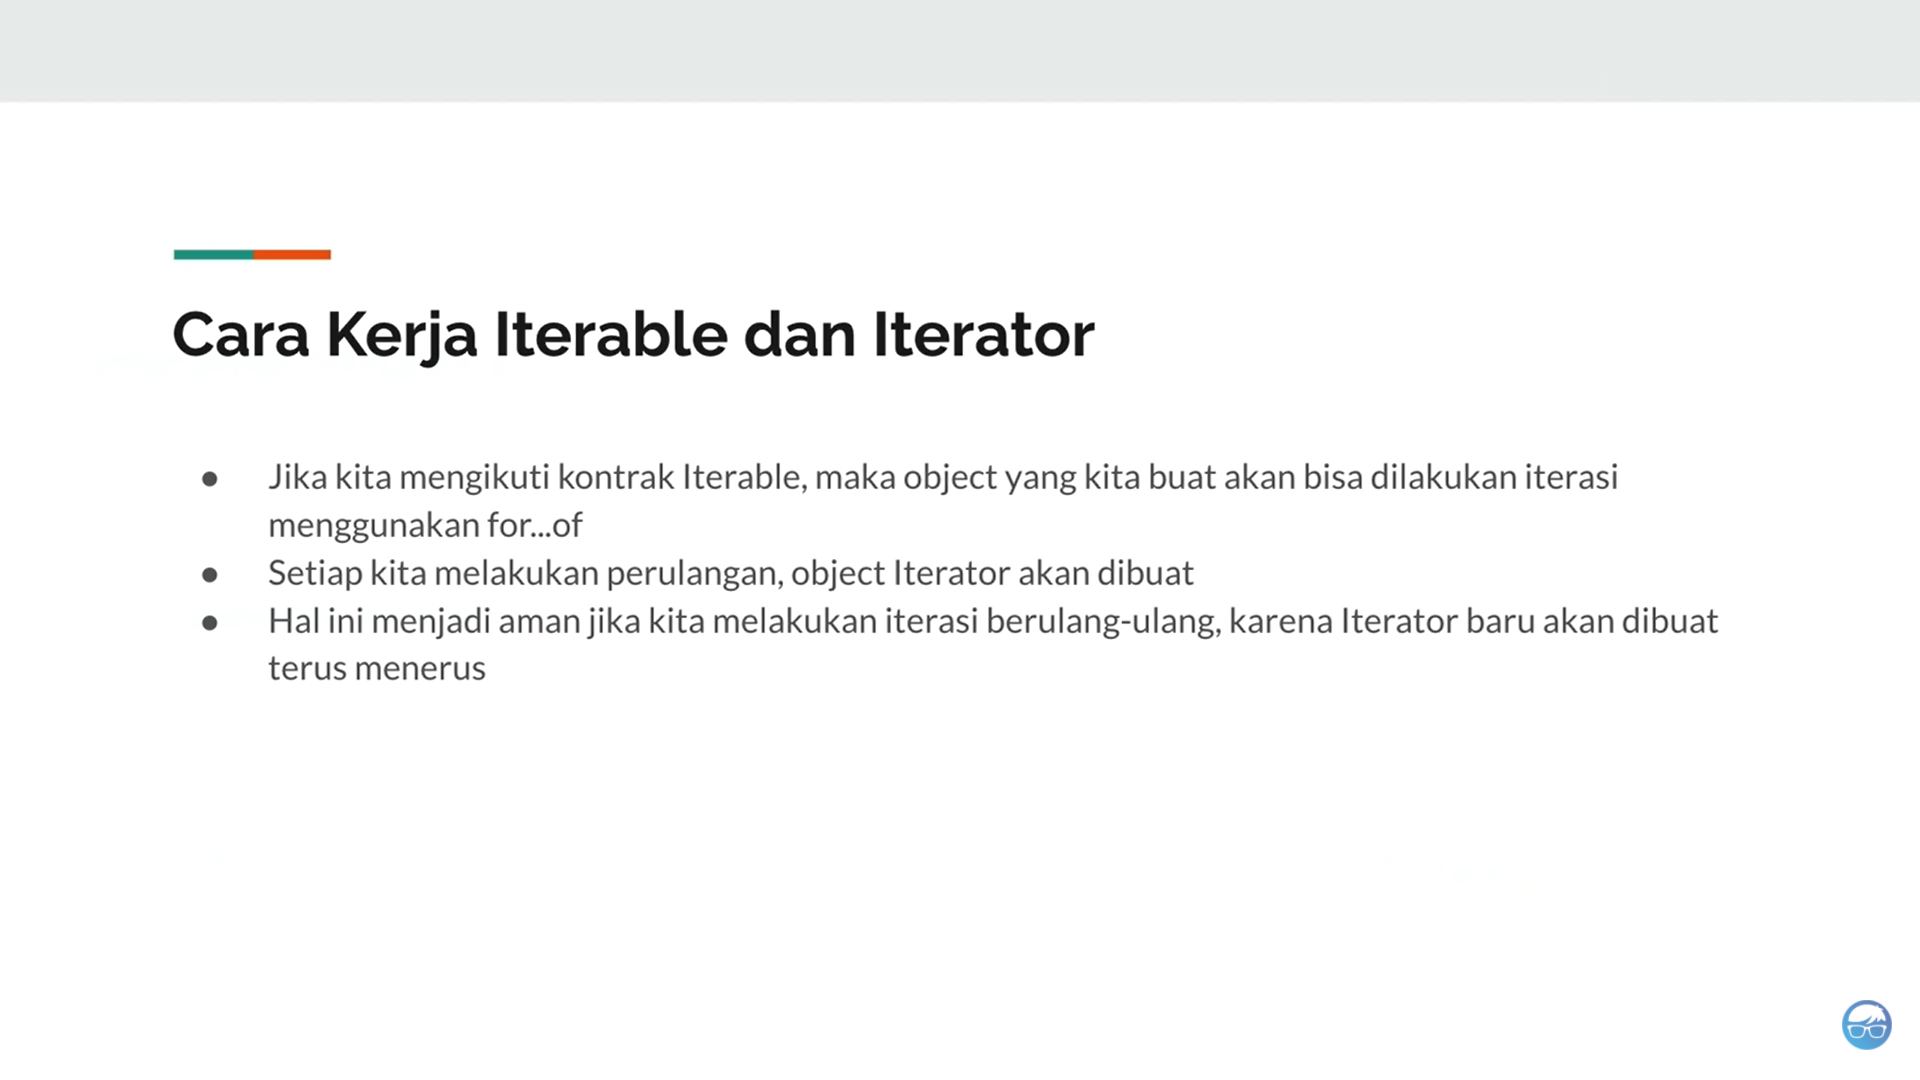 Cara Kerja Iterable dan Iterator
● Jika kita mengikuti kontrak Iterable, maka object yang kita buat akan bisa dilakukan iterasi
menggunakan for...of
● Setiap kita melakukan perulangan, object Iterator akan dibuat
● Hal ini menjadi aman jika kita melakukan iterasi berulang-ulang, karena Iterator baru akan dibuat
terus menerus